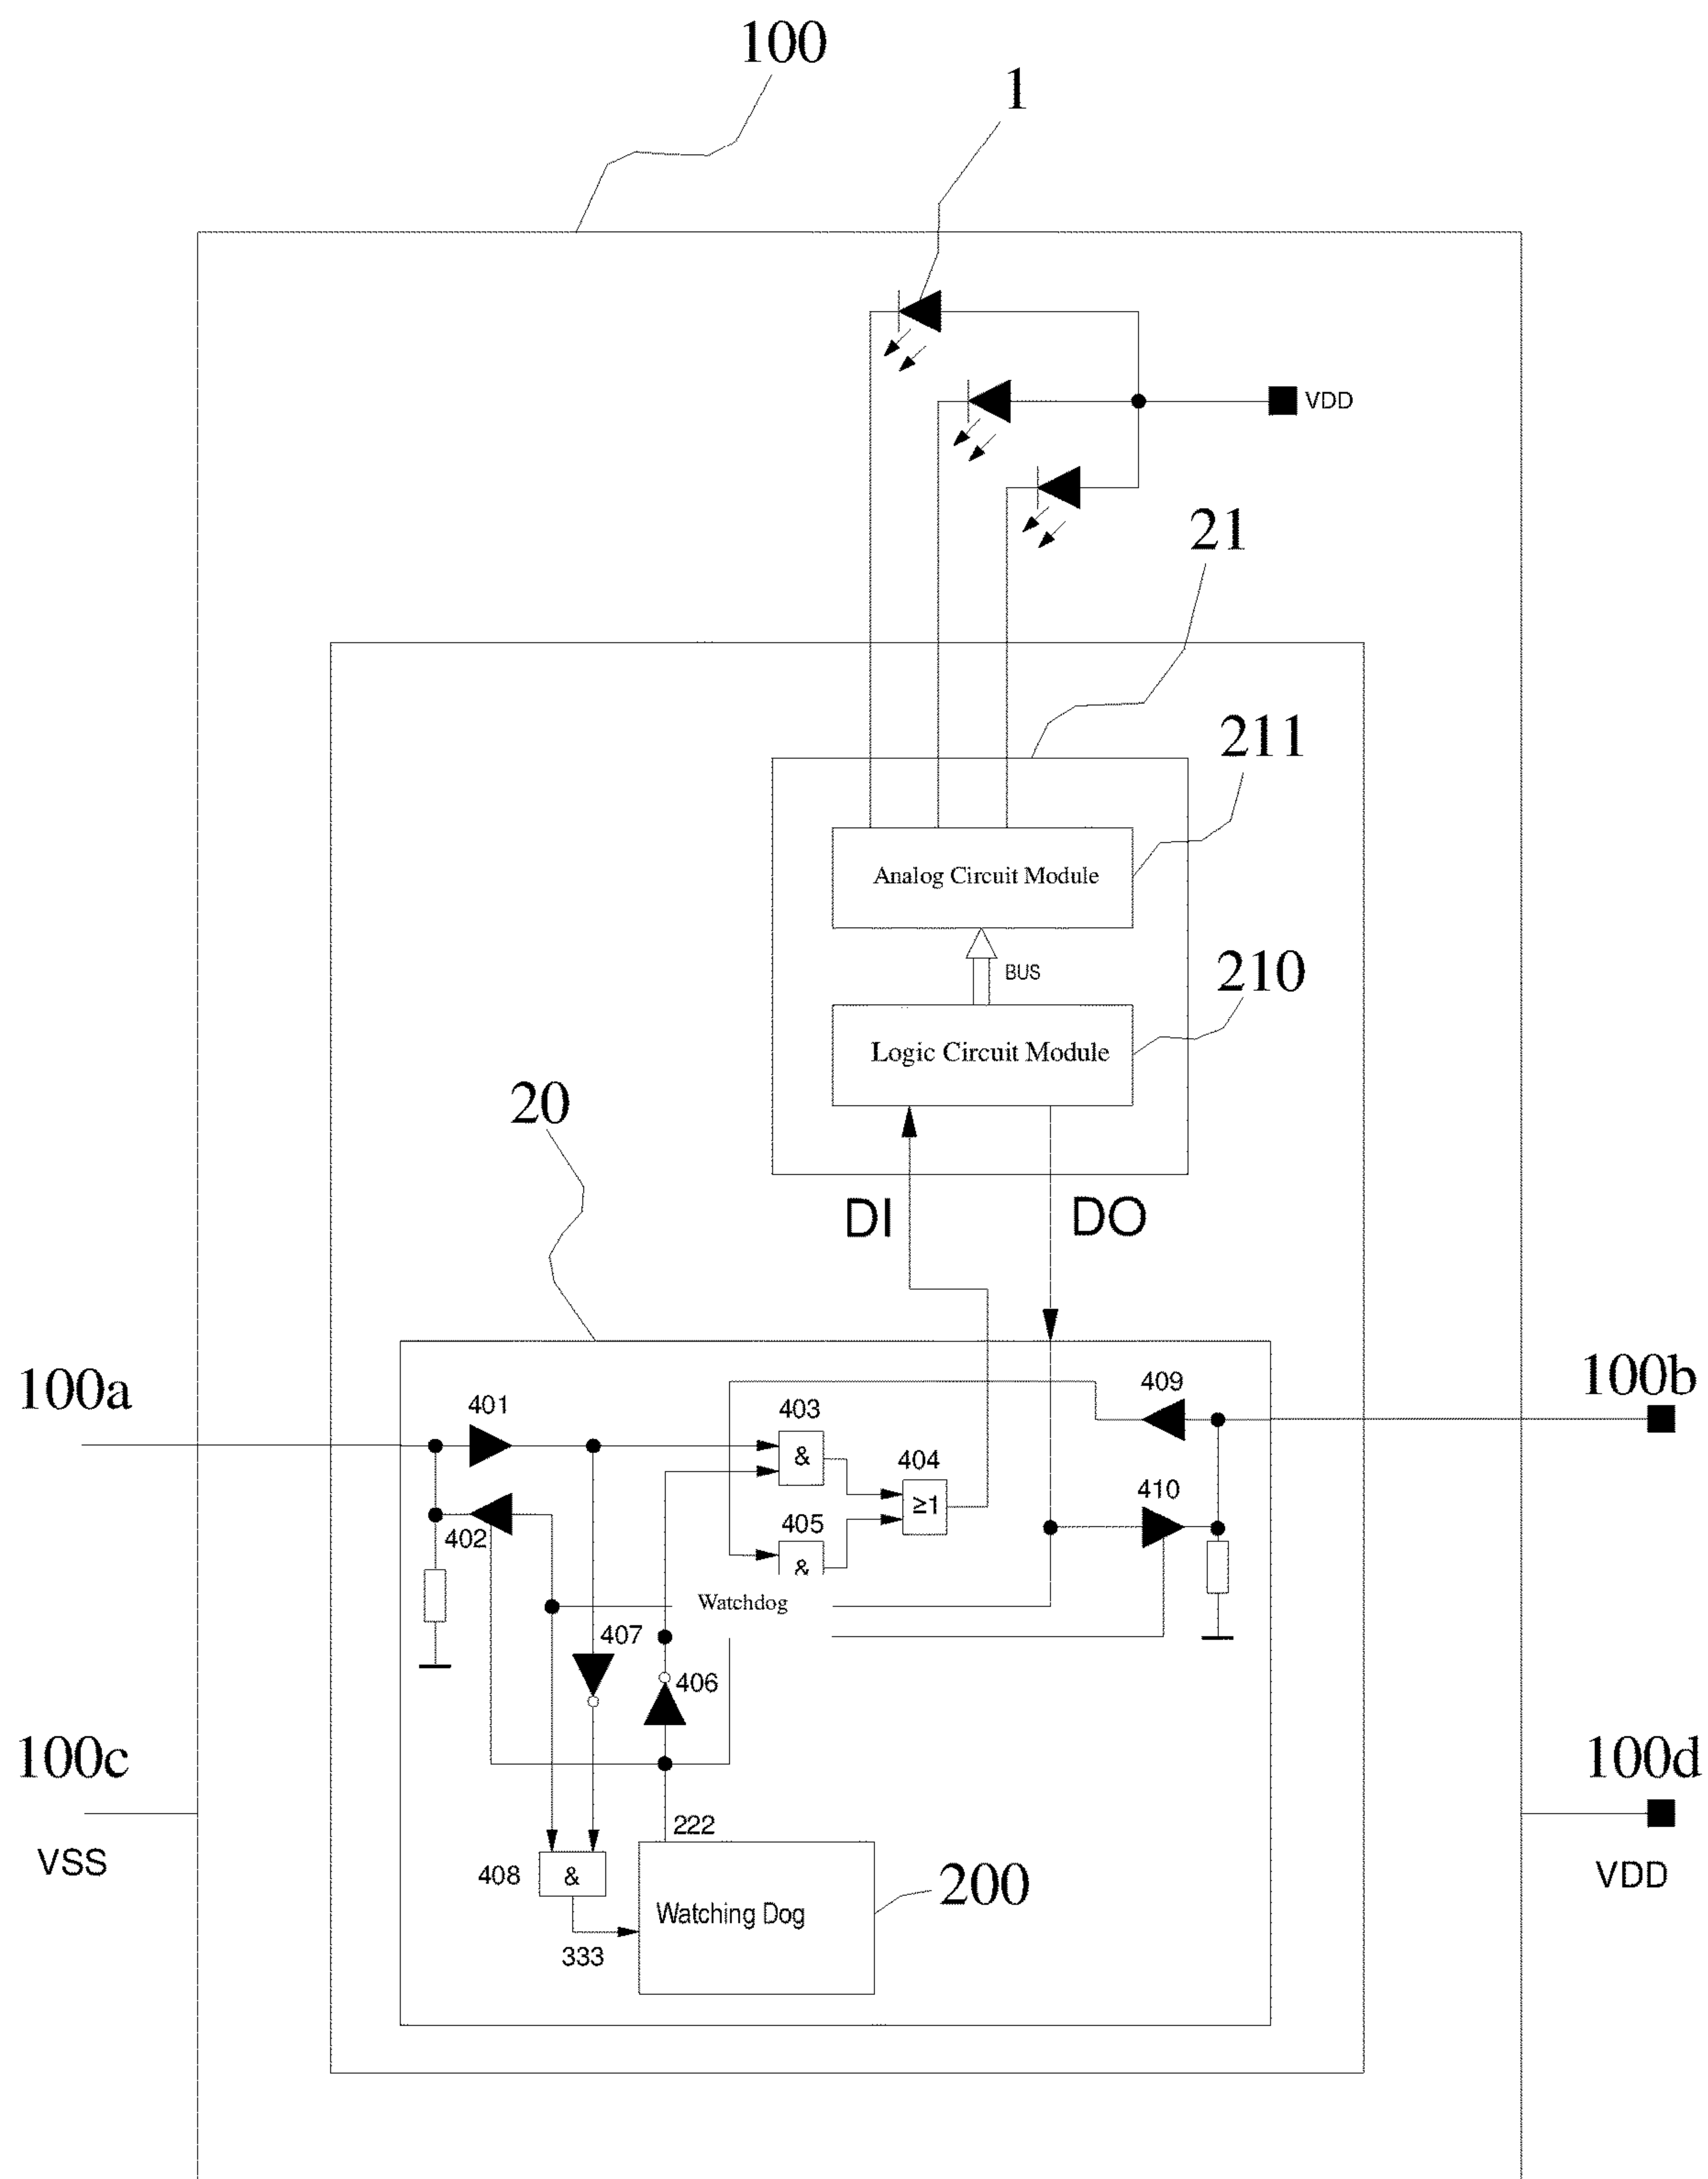 100
1
VDD
21
211
Analog Circuit Module
BUS
210
Logic Circuit Module
20
DI
DO
100a
401
403
409
100b
&
404
410
≥1
402
405
&
Watchdog
407
406
100c
100d
222
VSS
408
&
200
VDD
Watching Dog
333